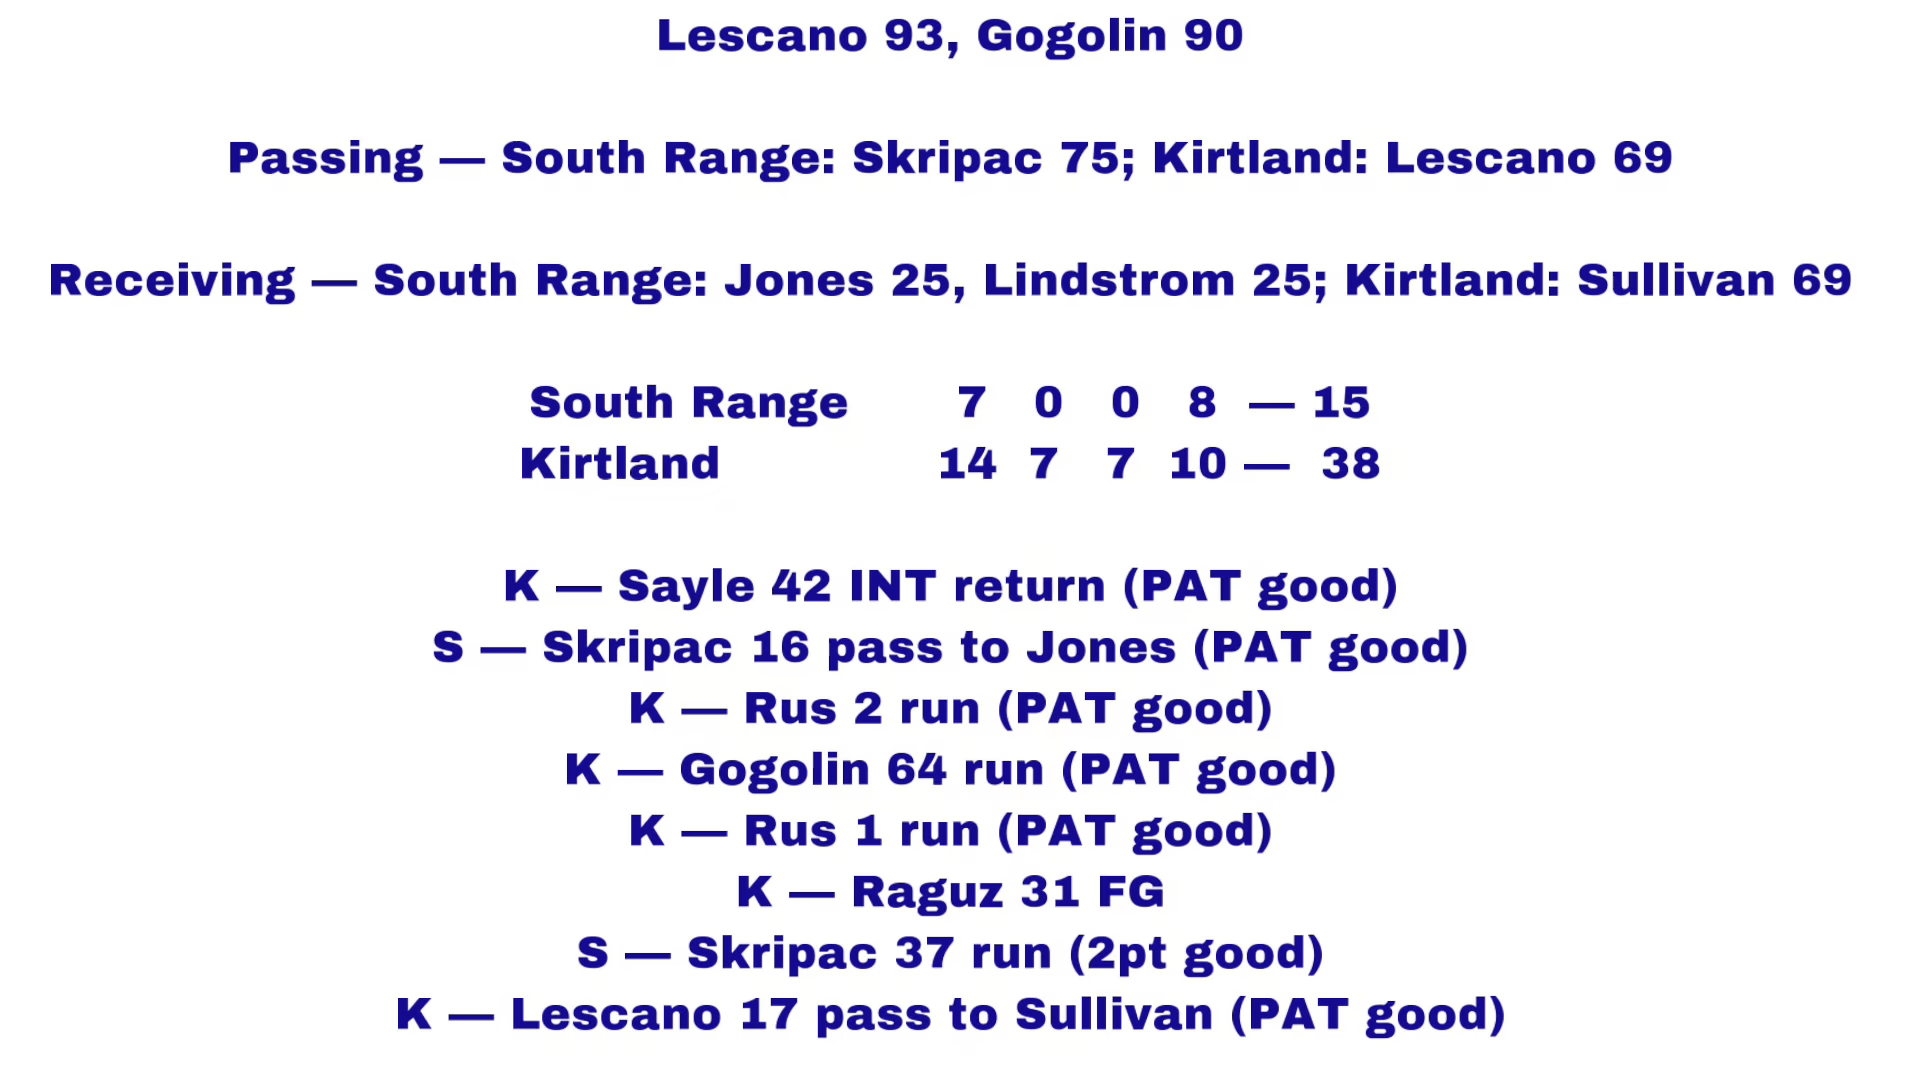 Lescano 93, Gogolin 90
Passing — South Range: Skripac 75; Kirtland: Lescano 69
Receiving — South Range: Jones 25, Lindstrom 25; Kirtland: Sullivan 69
South Range 7 0 0 8 — 15
Kirtland 14 7 7 10 — 38
K — Sayle 42 INT return (PAT good)
S — Skripac 16 pass to Jones (PAT good)
K — Rus 2 run (PAT good)
K — Gogolin 64 run (PAT good)
K — Rus 1 run (PAT good)
K — Raguz 31 FG
S — Skripac 37 run (2pt good)
K — Lescano 17 pass to Sullivan (PAT good)